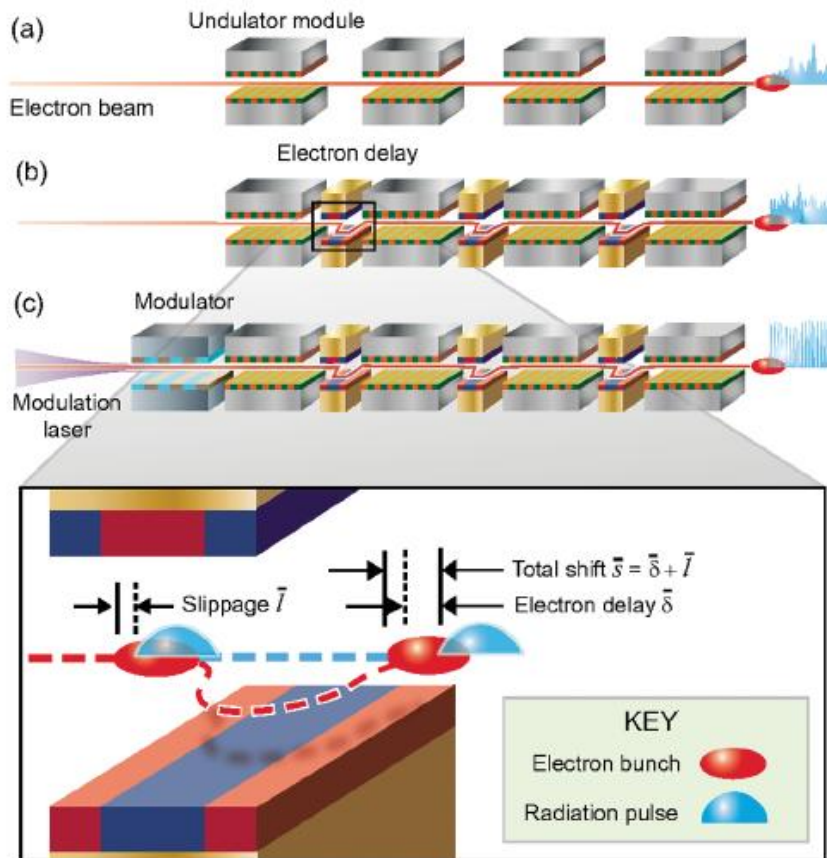 (a)
Undulator module
Electron beam
Electron delay
(b)
(c)
Modulator
Modulation
laser
Slippage l̄
Total shift s̄ = δ̄ + l̄
Electron delay δ̄
KEY
Electron bunch
Radiation pulse